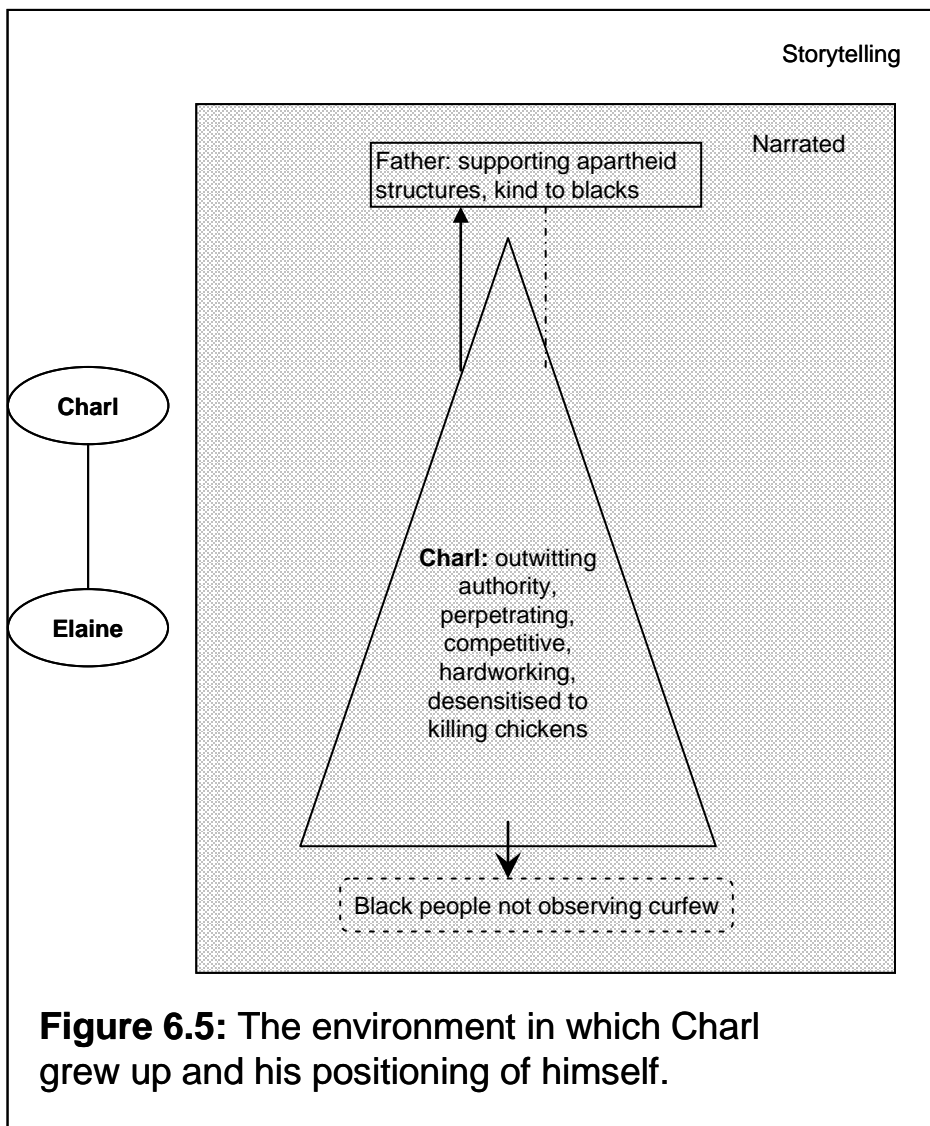 Storytelling
Narrated
Father: supporting apartheid
structures, kind to blacks
Charl
Elaine
Charl: outwitting
authority,
perpetrating,
competitive,
hardworking,
desensitised to
killing chickens
Black people not observing curfew
Figure 6.5: The environment in which Charl
grew up and his positioning of himself.